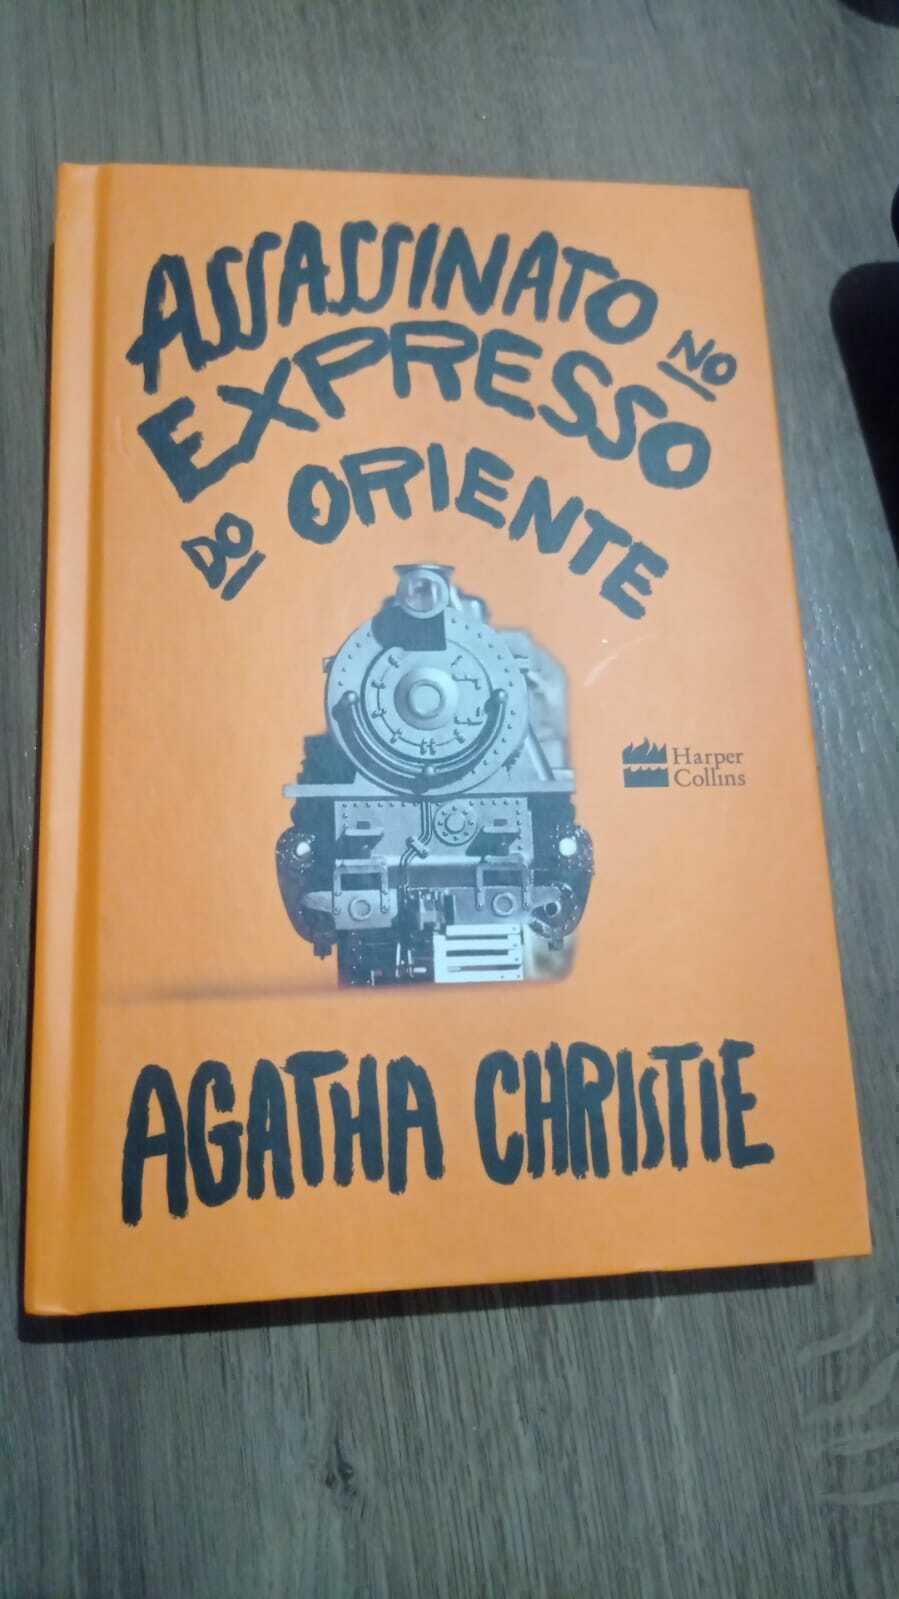 ASSASSINATO NO
EXPRESSO
DO ORIENTE
Harper
Collins
AGATHA CHRISTIE